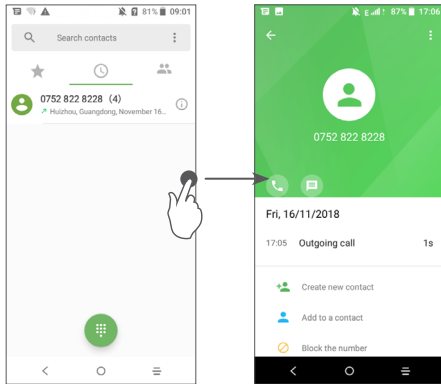 81% 09:01
Search contacts
0752 822 8228 (4)
Huizhou, Guangdong, November 16...
E 87% 17:06
0752 822 8228
Fri, 16/11/2018
17:05 Outgoing call 1s
Create new contact
Add to a contact
Block the number